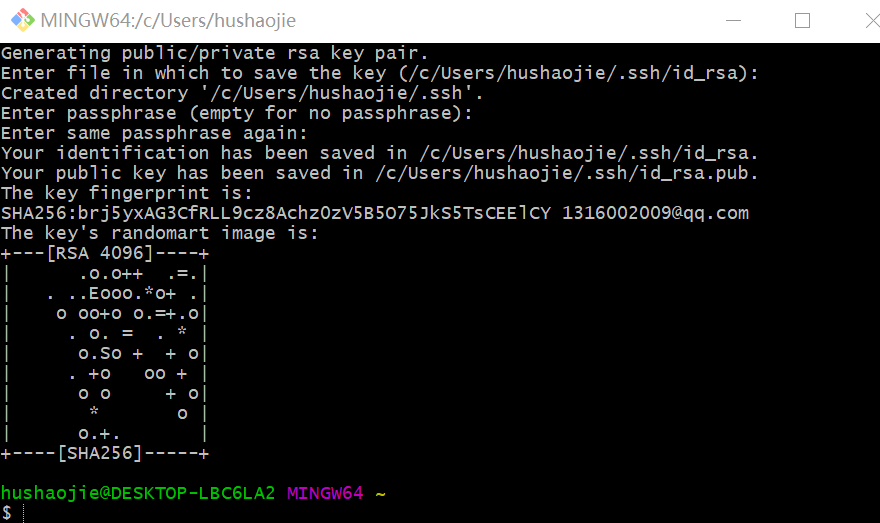 MINGW64:/c/Users/hushaojie
Generating public/private rsa key pair.
Enter file in which to save the key (/c/Users/hushaojie/.ssh/id_rsa):
Created directory '/c/Users/hushaojie/.ssh'.
Enter passphrase (empty for no passphrase):
Enter same passphrase again:
Your identification has been saved in /c/Users/hushaojie/.ssh/id_rsa.
Your public key has been saved in /c/Users/hushaojie/.ssh/id_rsa.pub.
The key fingerprint is:
SHA256:brj5yxAG3CfRLL9cz8Achz0zV5B5O75JkS5TsCEElCY 1316002009@qq.com
The key's randomart image is:
+---[RSA 4096]----+
|      .o.o++  .=.|
|   . ..Eooo.*o+ .|
|    o oo+o o.=+.o|
|     . o. =  . * |
|      o.So +  + o|
|     . +o   oo + |
|      o o     + o|
|       *       o |
|      o.+.       |
+----[SHA256]-----+
hushaojie@DESKTOP-LBC6LA2 MINGW64 ~
$